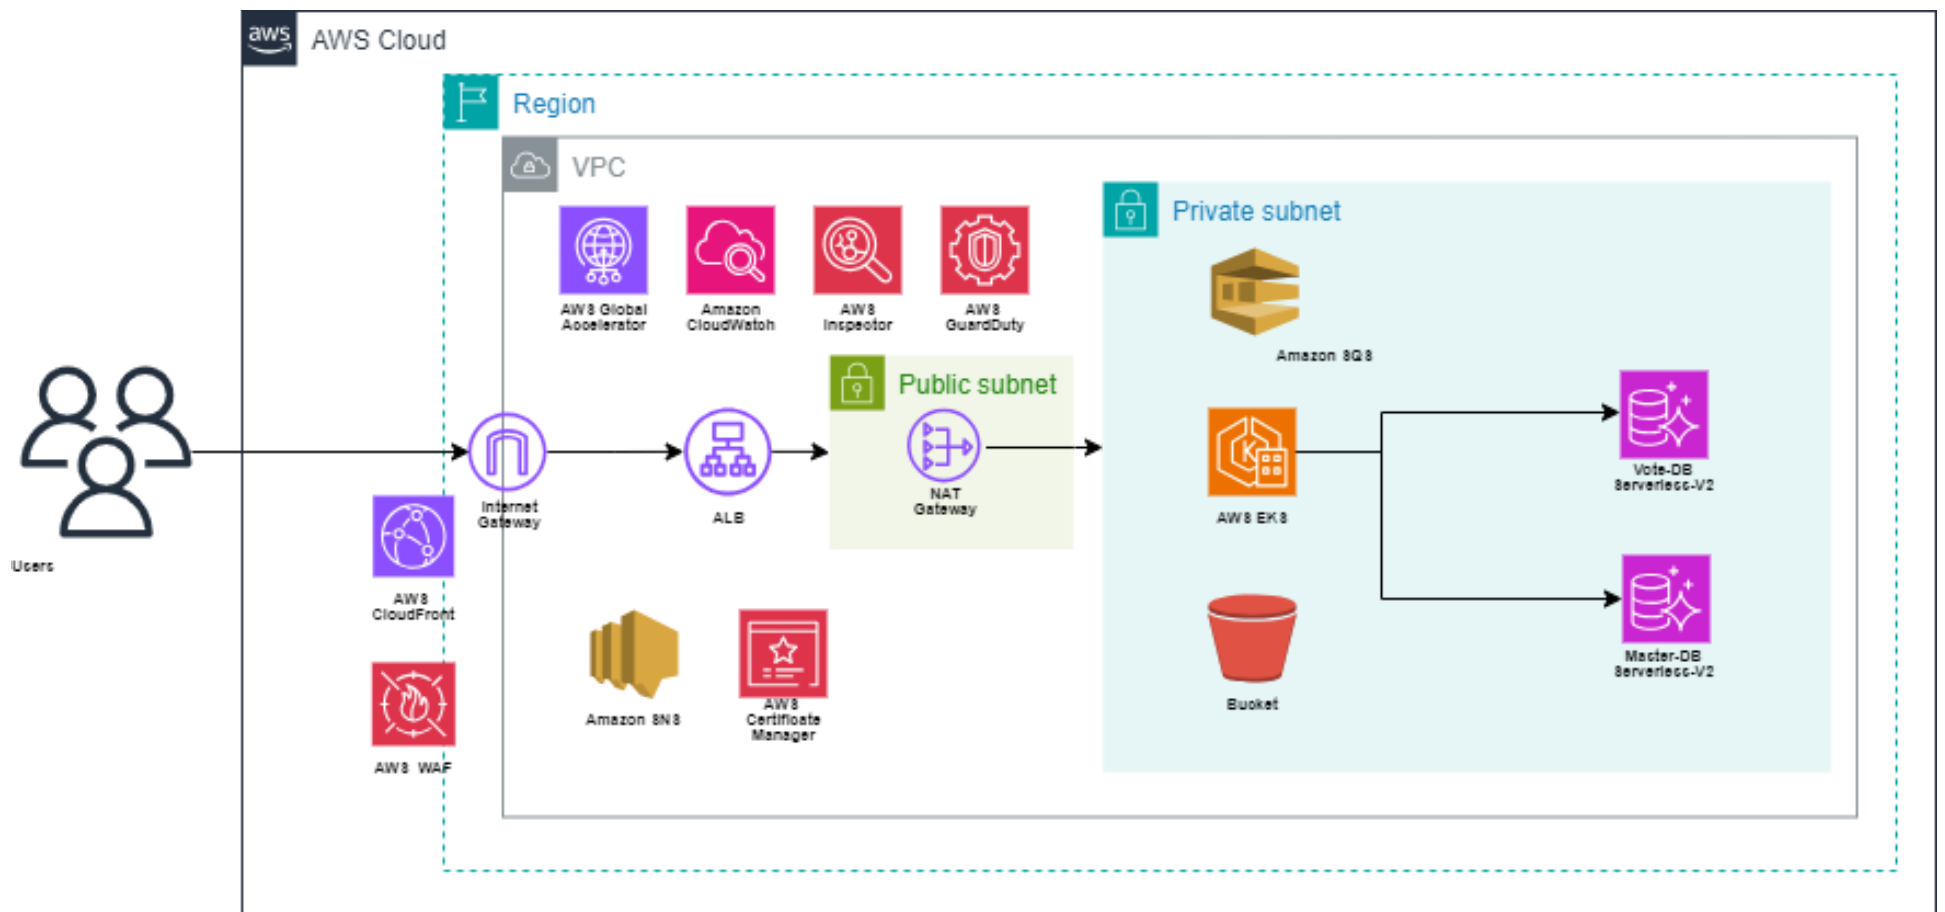 aws
AWS Cloud
Region
VPC
Private subnet
AWS Global
Accelerator
Amazon
CloudWatch
AWS
Inspector
AWS
GuardDuty
Amazon SQS
Public subnet
Vote-DB
Serverless-V2
NAT
Gateway
Internet
Gateway
ALB
AWS EKS
Users
AWS
CloudFront
Master-DB
Serverless-V2
Amazon SNS
AWS
Certificate
Manager
Bucket
AWS WAF